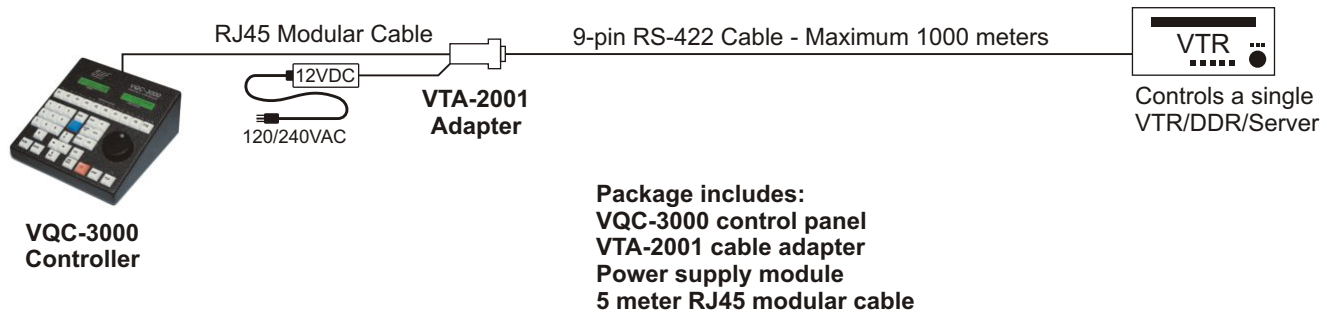 RJ45 Modular Cable
9-pin RS-422 Cable - Maximum 1000 meters
VTR
12VDC
120/240VAC
VTA-2001
Adapter
Controls a single
VTR/DDR/Server
VQC-3000
VQC-3000
Controller
Package includes:
VQC-3000 control panel
VTA-2001 cable adapter
Power supply module
5 meter RJ45 modular cable